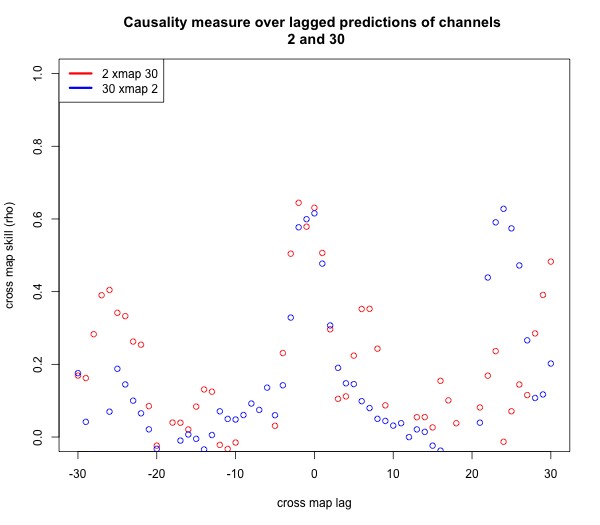 Causality measure over lagged predictions of channels
2 and 30
2 xmap 30
30 xmap 2
cross map skill (rho)
1.0
0.8
0.6
0.4
0.2
0.0
-30 -20 -10 0 10 20 30
cross map lag